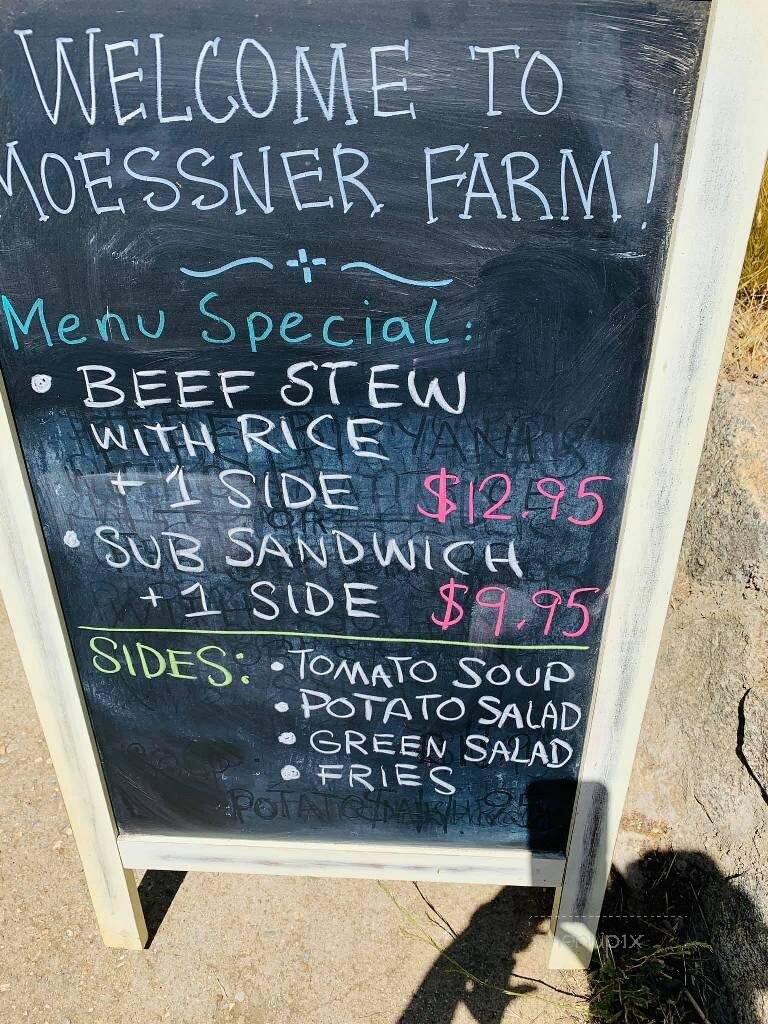 WELCOME TO
MOESSNER FARM!
Menu Special:
• BEEF STEW
WITH RICE
+ 1 SIDE $12.95
• SUB SANDWICH
+ 1 SIDE $9.95
SIDES: • TOMATO SOUP
• POTATO SALAD
• GREEN SALAD
• FRIES